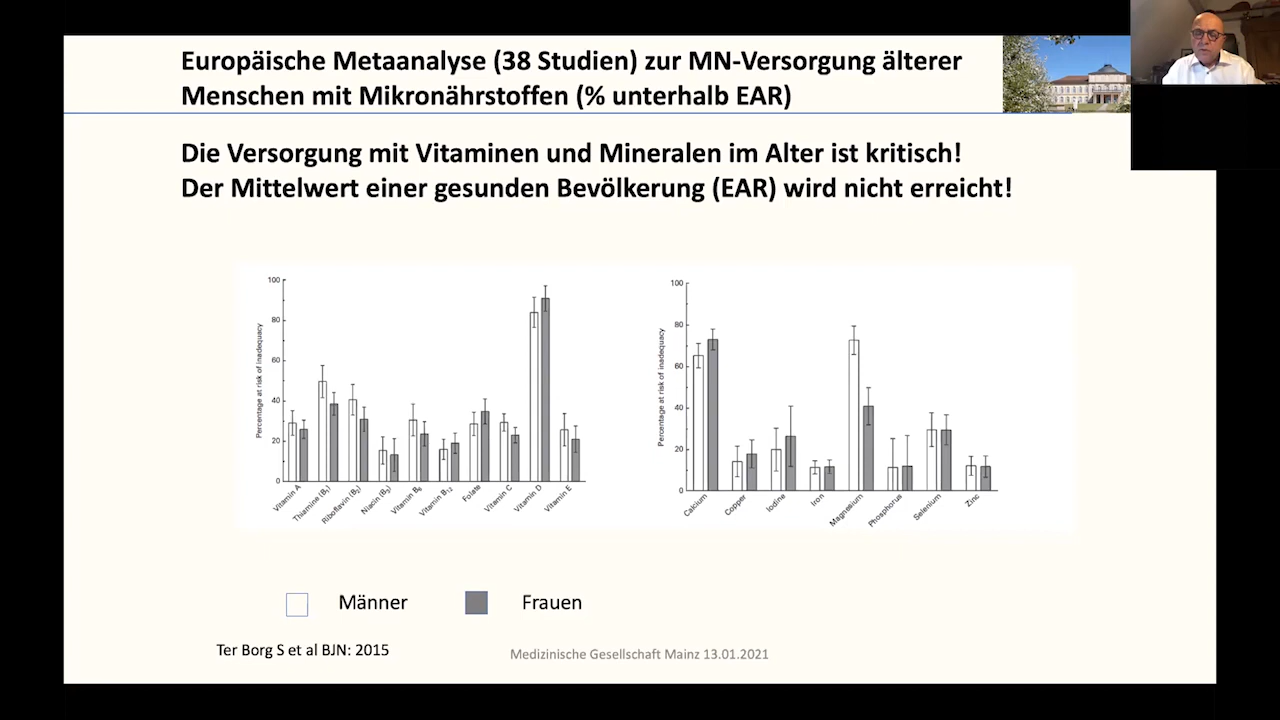 Europäische Metaanalyse (38 Studien) zur MN-Versorgung älterer
Menschen mit Mikronährstoffen (% unterhalb EAR)
Die Versorgung mit Vitaminen und Mineralen im Alter ist kritisch!
Der Mittelwert einer gesunden Bevölkerung (EAR) wird nicht erreicht!
Percentage at risk of inadequacy
100
80
60
40
20
0
Vitamin A
Thiamine (B1)
Riboflavin (B2)
Niacin (B3)
Vitamin B6
Vitamin B12
Folate
Vitamin C
Vitamin D
Vitamin E
Percentage at risk of inadequacy
100
80
60
40
20
0
Calcium
Copper
Iodine
Iron
Magnesium
Phosphorus
Selenium
Zinc
Männer
Frauen
Ter Borg S et al BJN: 2015
Medizinische Gesellschaft Mainz 13.01.2021